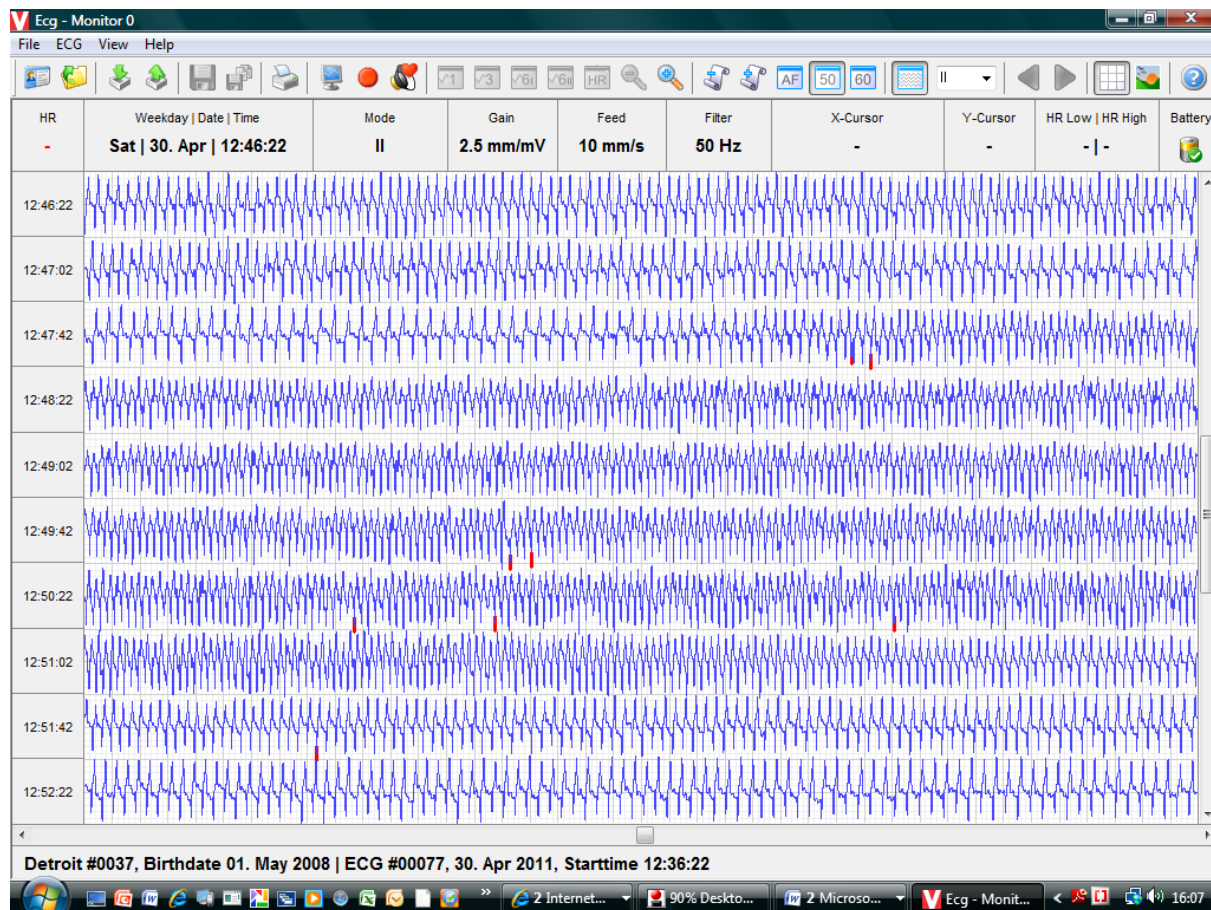 Ecg - Monitor 0
File ECG View Help
√1 √3 √6I √6II HR AF 50 60 II
HR Weekday | Date | Time Mode Gain Feed Filter X-Cursor Y-Cursor HR Low | HR High Battery
- Sat | 30. Apr | 12:46:22 II 2.5 mm/mV 10 mm/s 50 Hz - - - | -
12:46:22
12:47:02
12:47:42
12:48:22
12:49:02
12:49:42
12:50:22
12:51:02
12:51:42
12:52:22
Detroit #0037, Birthdate 01. May 2008 | ECG #00077, 30. Apr 2011, Starttime 12:36:22
2 Internet... 90% Deskto... 2 Microso... Ecg - Monit... 16:07